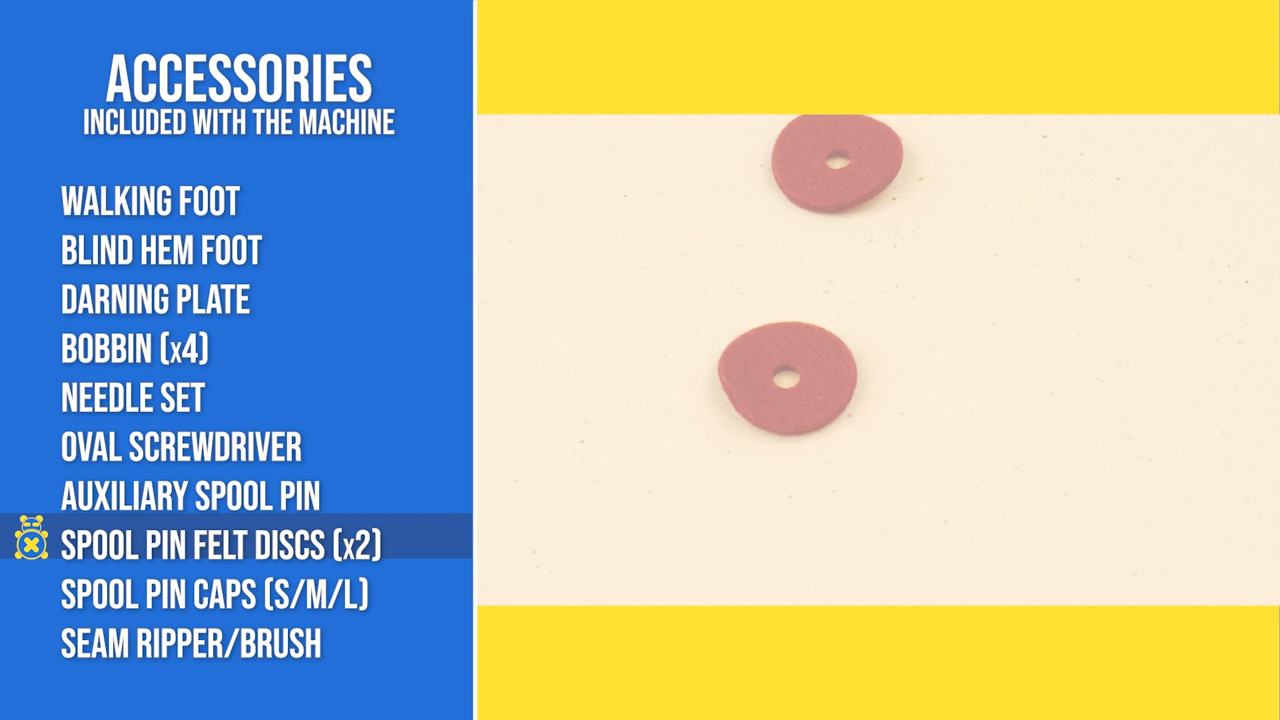 ACCESSORIES
INCLUDED WITH THE MACHINE
WALKING FOOT
BLIND HEM FOOT
DARNING PLATE
BOBBIN (x4)
NEEDLE SET
OVAL SCREWDRIVER
AUXILIARY SPOOL PIN
SPOOL PIN FELT DISCS (x2)
SPOOL PIN CAPS (S/M/L)
SEAM RIPPER/BRUSH